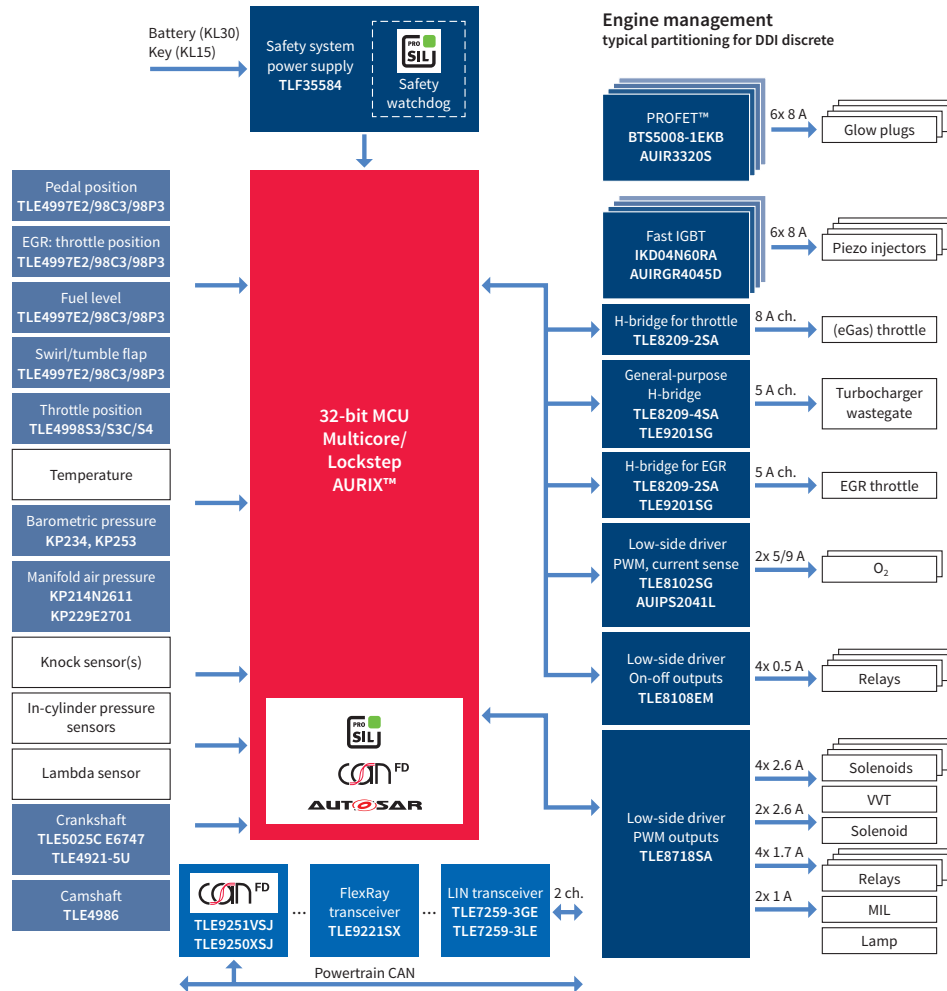 Engine management
typical partitioning for DDI discrete
Battery (KL30)
Key (KL15)
Safety system
power supply
TLF35584
PRO
SIL
Safety
watchdog
Pedal position
TLE4997E2/98C3/98P3
EGR: throttle position
TLE4997E2/98C3/98P3
Fuel level
TLE4997E2/98C3/98P3
Swirl/tumble flap
TLE4997E2/98C3/98P3
Throttle position
TLE4998S3/S3C/S4
Temperature
Barometric pressure
KP234, KP253
Manifold air pressure
KP214N2611
KP229E2701
Knock sensor(s)
In-cylinder pressure
sensors
Lambda sensor
Crankshaft
TLE5025C E6747
TLE4921-5U
Camshaft
TLE4986
32-bit MCU
Multicore/
Lockstep
AURIX™
PRO
SIL
CAN FD
AUTOSAR
CAN FD
TLE9251VSJ
TLE9250XSJ
...
FlexRay
transceiver
TLE9221SX
...
LIN transceiver
TLE7259-3GE
TLE7259-3LE
2 ch.
Powertrain CAN
PROFET™
BTS5008-1EKB
AUIR3320S
6x 8 A
Glow plugs
Fast IGBT
IKD04N60RA
AUIRGR4045D
6x 8 A
Piezo injectors
H-bridge for throttle
TLE8209-2SA
8 A ch.
(eGas) throttle
General-purpose
H-bridge
TLE8209-4SA
TLE9201SG
5 A ch.
Turbocharger
wastegate
H-bridge for EGR
TLE8209-2SA
TLE9201SG
5 A ch.
EGR throttle
Low-side driver
PWM, current sense
TLE8102SG
AUIPS2041L
2x 5/9 A
O₂
Low-side driver
On-off outputs
TLE8108EM
4x 0.5 A
Relays
Low-side driver
PWM outputs
TLE8718SA
4x 2.6 A
Solenoids
VVT
2x 2.6 A
Solenoid
4x 1.7 A
Relays
2x 1 A
MIL
Lamp